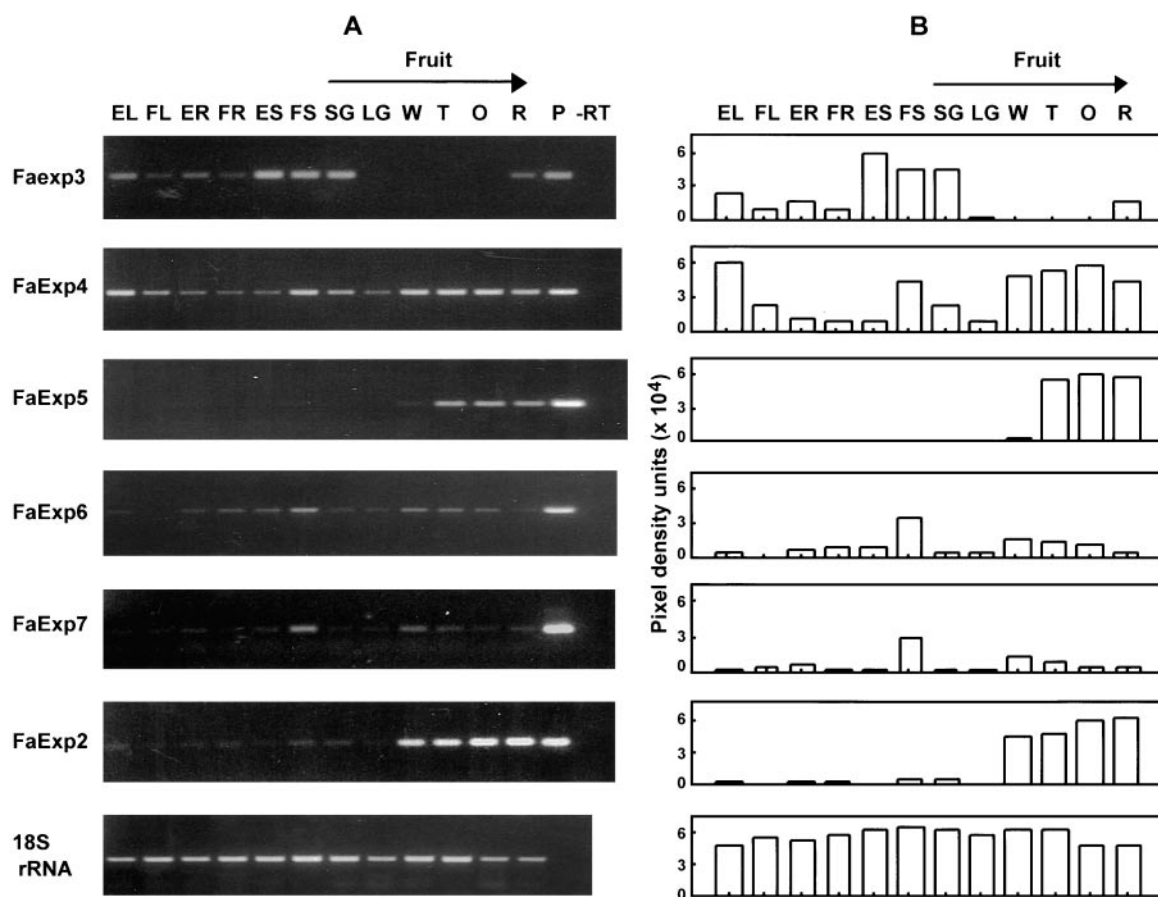 A
B
Fruit
Fruit
EL FL ER FR ES FS SG LG W T O R P -RT
EL FL ER FR ES FS SG LG W T O R
Faexp3
6
3
0
FaExp4
6
3
0
FaExp5
6
3
0
FaExp6
6
3
0
FaExp7
6
3
0
FaExp2
6
3
0
18S
rRNA
6
3
0
Pixel density units (x 10⁴)